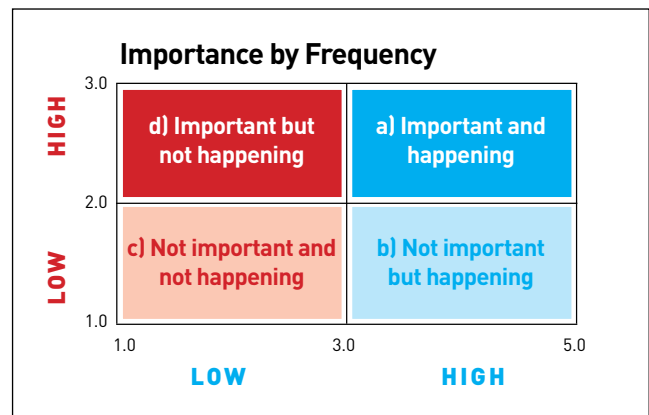 Importance by Frequency
3.0
HIGH
d) Important but
not happening
a) Important and
happening
2.0
LOW
c) Not important and
not happening
b) Not important
but happening
1.0
1.0
3.0
5.0
LOW
HIGH